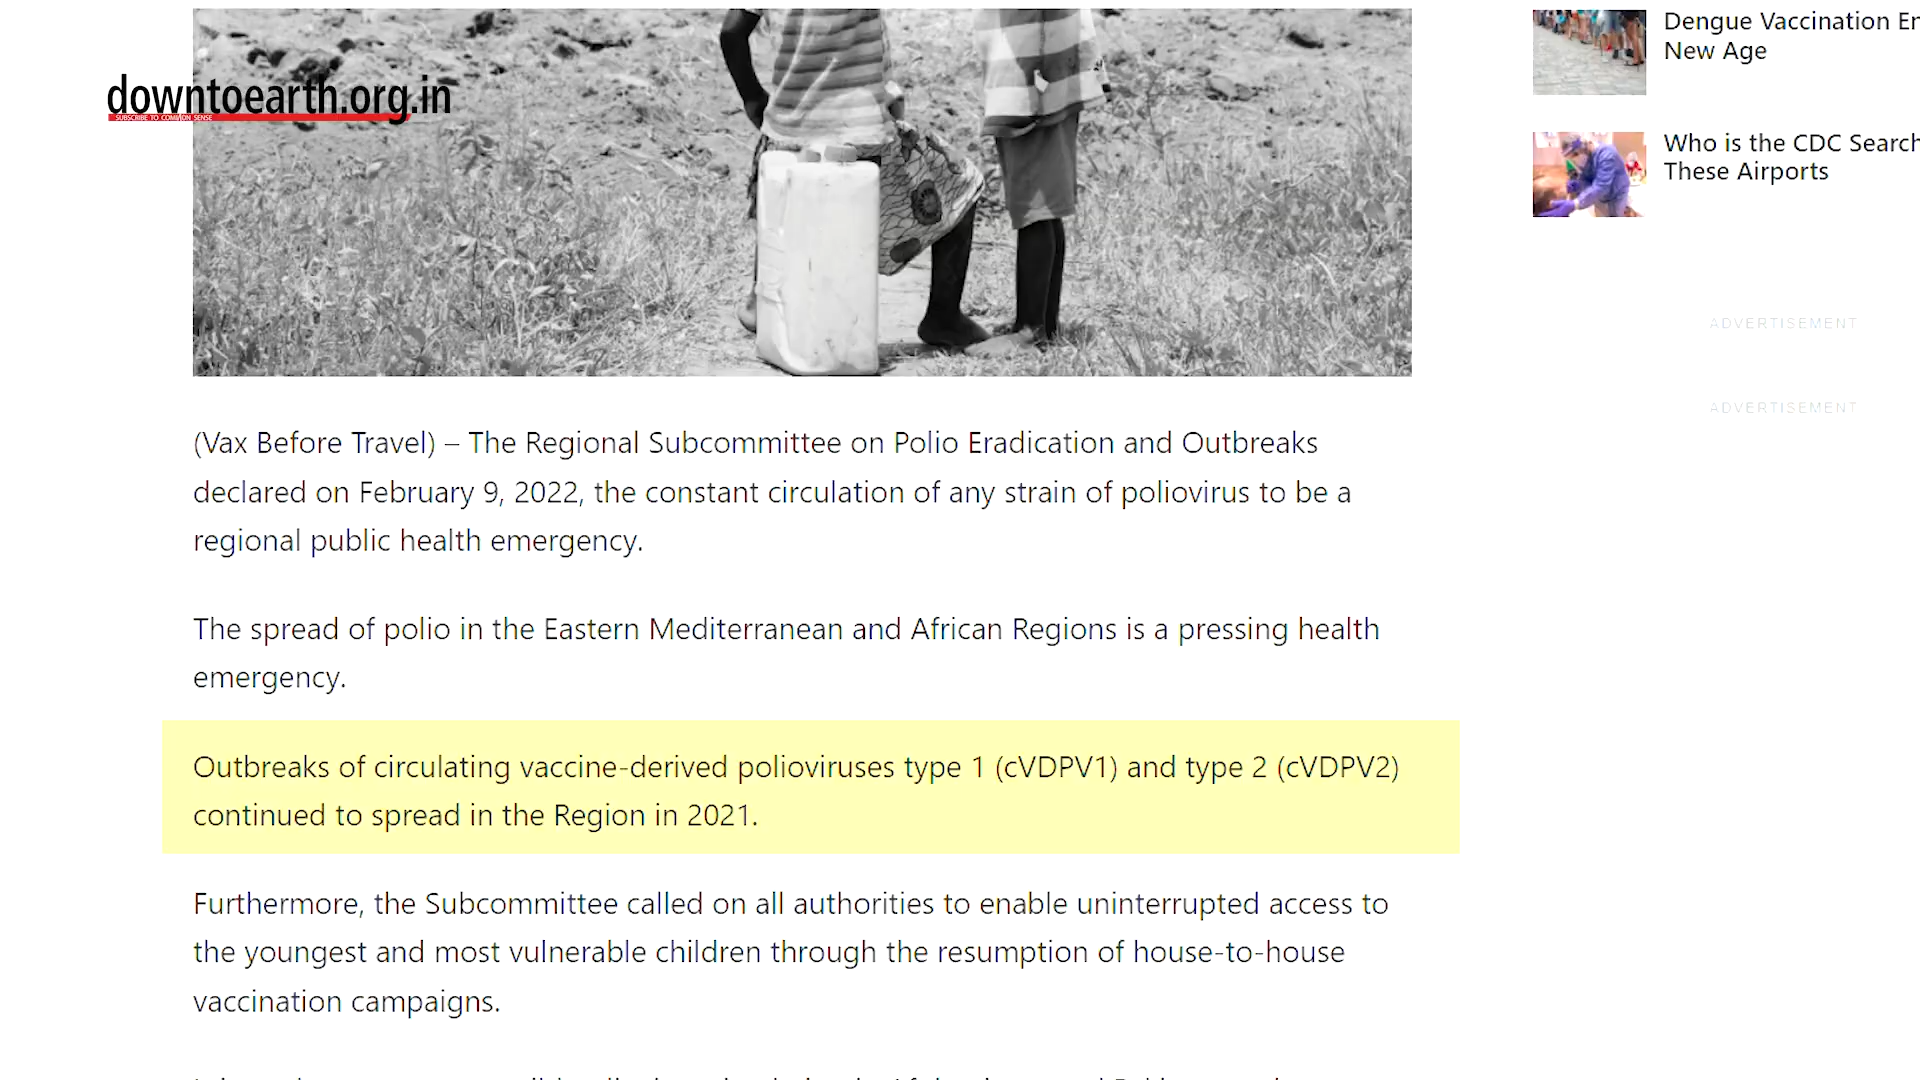 downtoearth.org.in
SUBSCRIBE TO COMMON SENSE
Dengue Vaccination En
New Age
Who is the CDC Search
These Airports
ADVERTISEMENT
ADVERTISEMENT
(Vax Before Travel) – The Regional Subcommittee on Polio Eradication and Outbreaks
declared on February 9, 2022, the constant circulation of any strain of poliovirus to be a
regional public health emergency.
The spread of polio in the Eastern Mediterranean and African Regions is a pressing health
emergency.
Outbreaks of circulating vaccine-derived polioviruses type 1 (cVDPV1) and type 2 (cVDPV2)
continued to spread in the Region in 2021.
Furthermore, the Subcommittee called on all authorities to enable uninterrupted access to
the youngest and most vulnerable children through the resumption of house-to-house
vaccination campaigns.